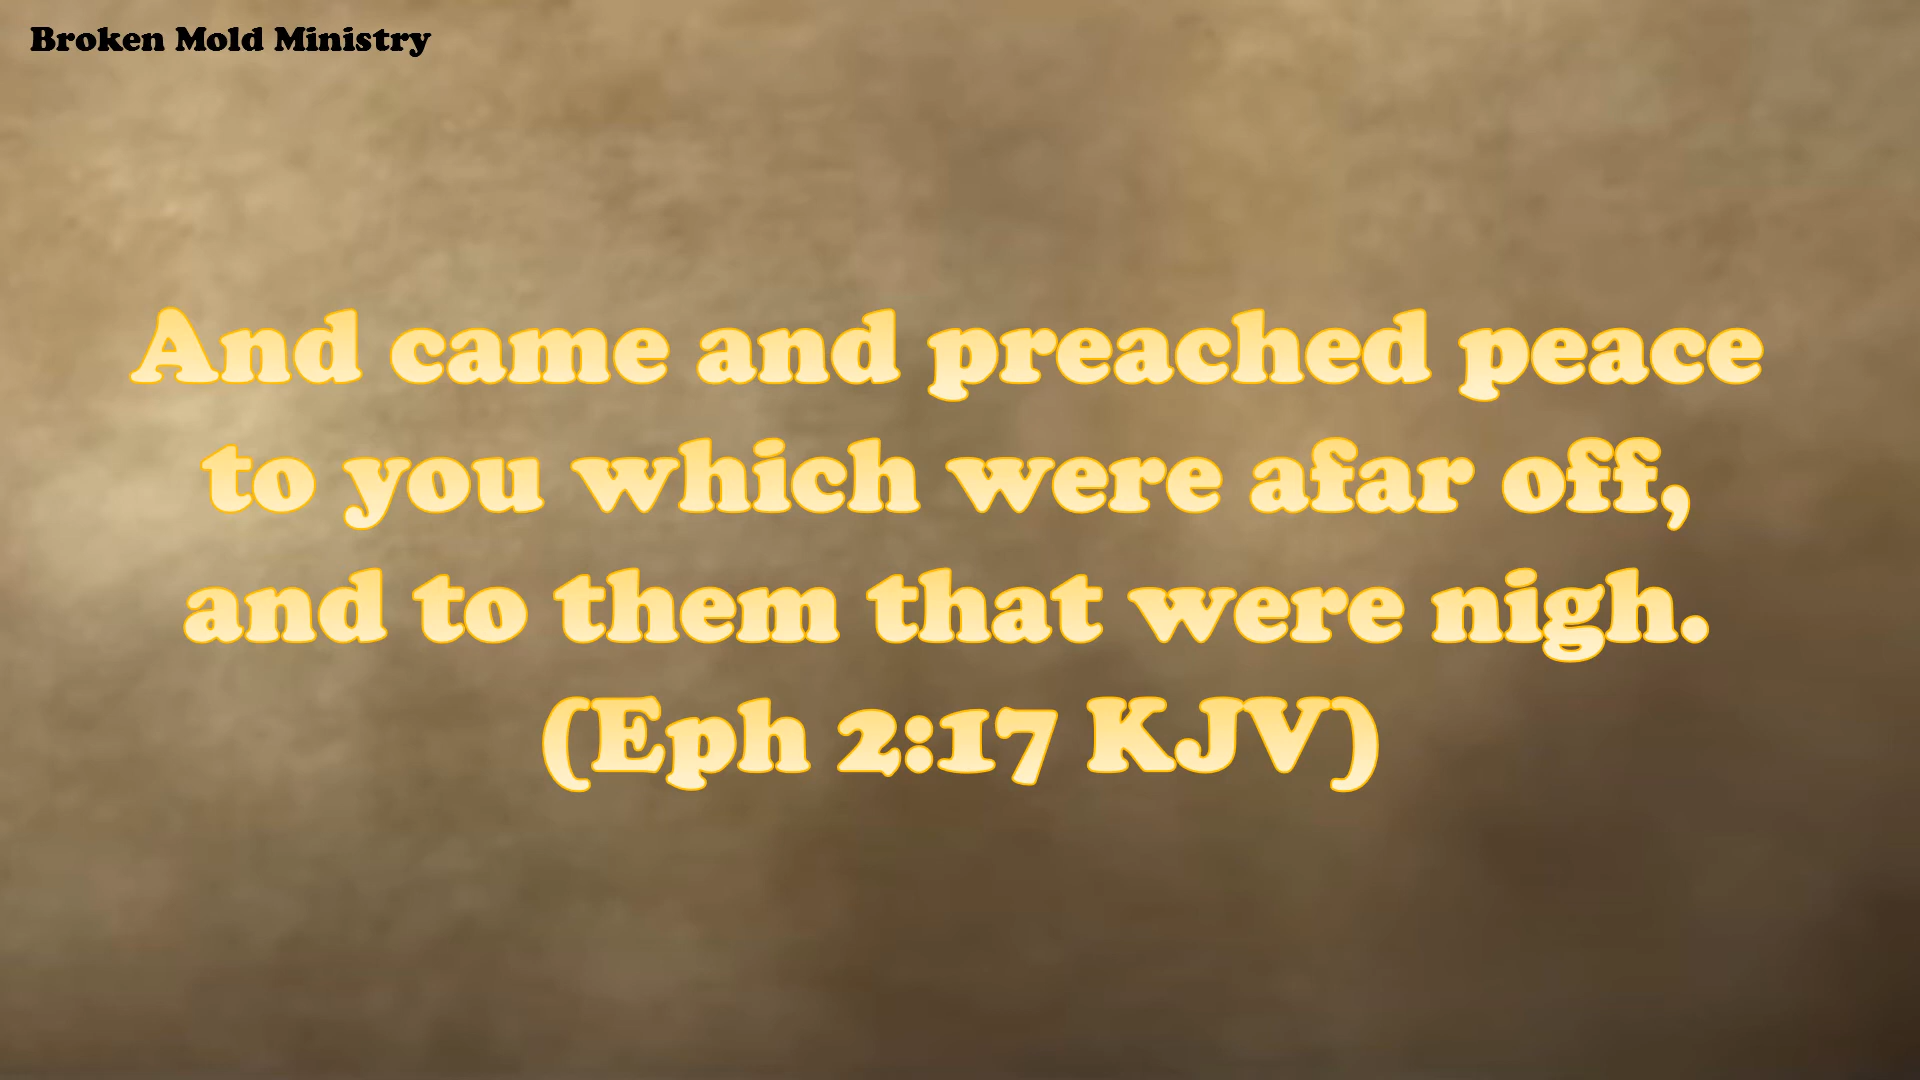 Broken Mold Ministry
And came and preached peace
to you which were afar off,
and to them that were nigh.
(Eph 2:17 KJV)